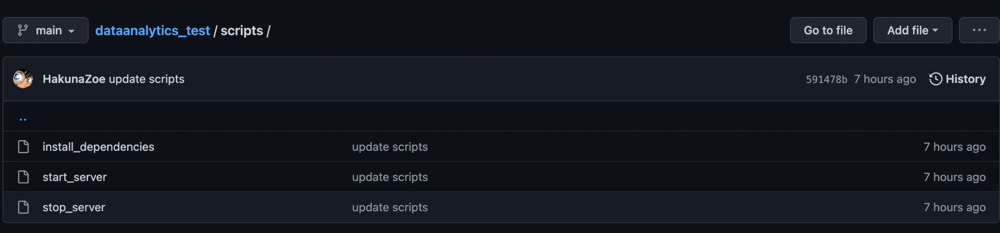 main dataanalytics_test / scripts / Go to file Add file ...
HakunaZoe update scripts 591478b 7 hours ago History
..
install_dependencies update scripts 7 hours ago
start_server update scripts 7 hours ago
stop_server update scripts 7 hours ago